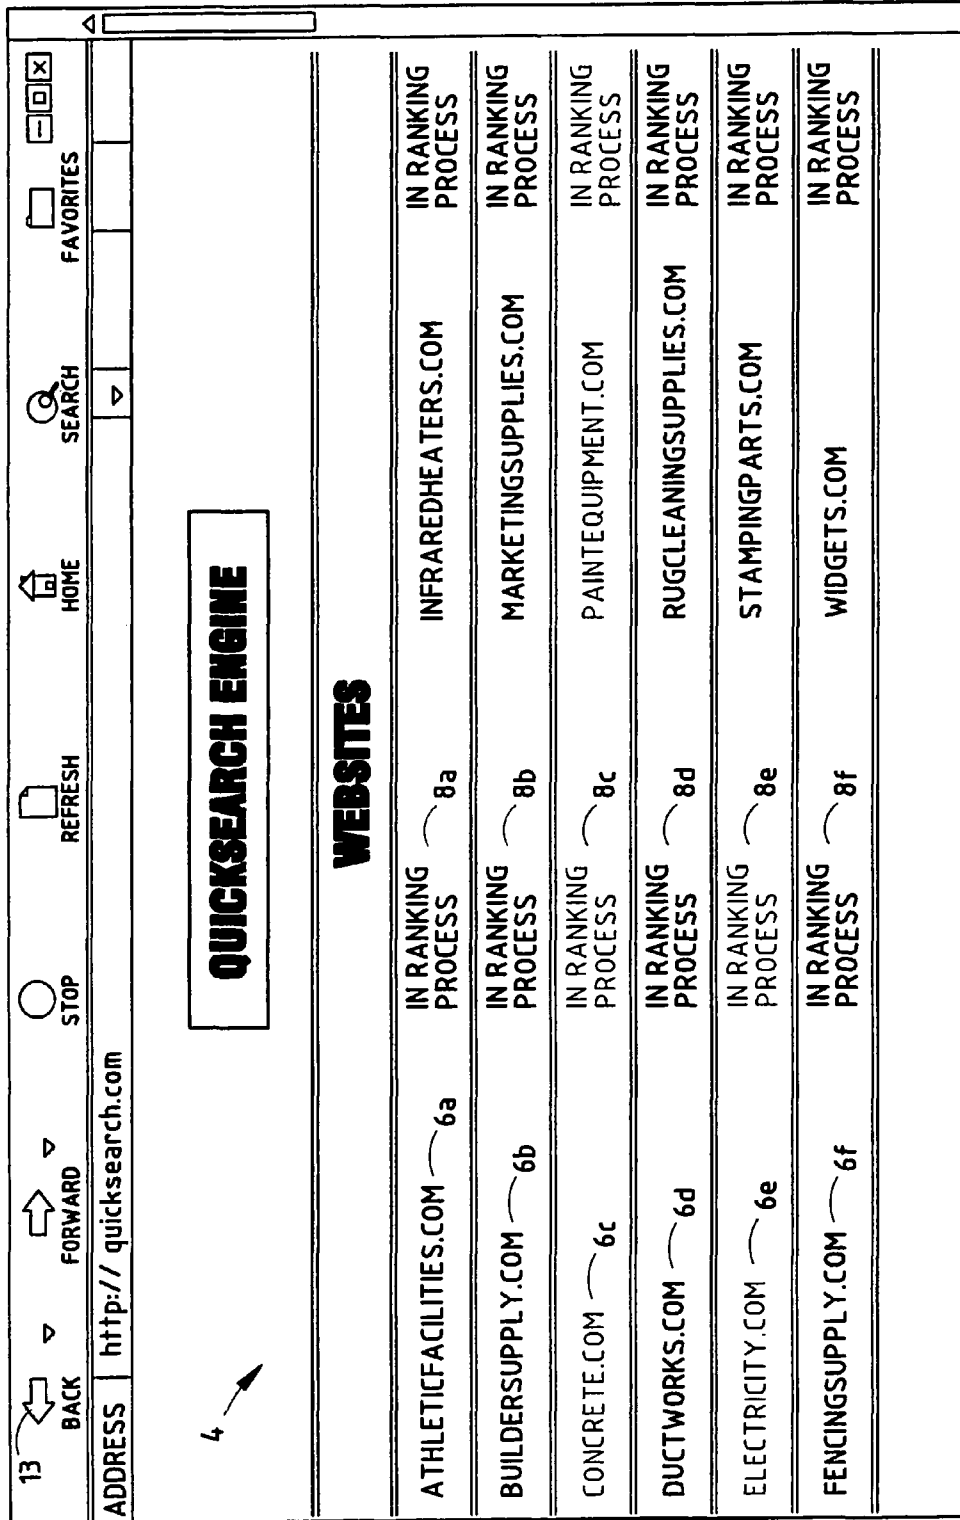 13
BACK FORWARD STOP REFRESH HOME SEARCH FAVORITES
ADDRESS http:// quicksearch.com
4
QUICKSEARCH ENGINE
WEBSITES
ATHLETICFACILITIES.COM 6a IN RANKING PROCESS 8a INFRAREDHEATERS.COM IN RANKING PROCESS
BUILDERSUPPLY.COM 6b IN RANKING PROCESS 8b MARKETINGSUPPLIES.COM IN RANKING PROCESS
CONCRETE.COM 6c IN RANKING PROCESS 8c PAINTEQUIPMENT.COM IN RANKING PROCESS
DUCTWORKS.COM 6d IN RANKING PROCESS 8d RUGCLEANINGSUPPLIES.COM IN RANKING PROCESS
ELECTRICITY.COM 6e IN RANKING PROCESS 8e STAMPINGPARTS.COM IN RANKING PROCESS
FENCINGSUPPLY.COM 6f IN RANKING PROCESS 8f WIDGETS.COM IN RANKING PROCESS